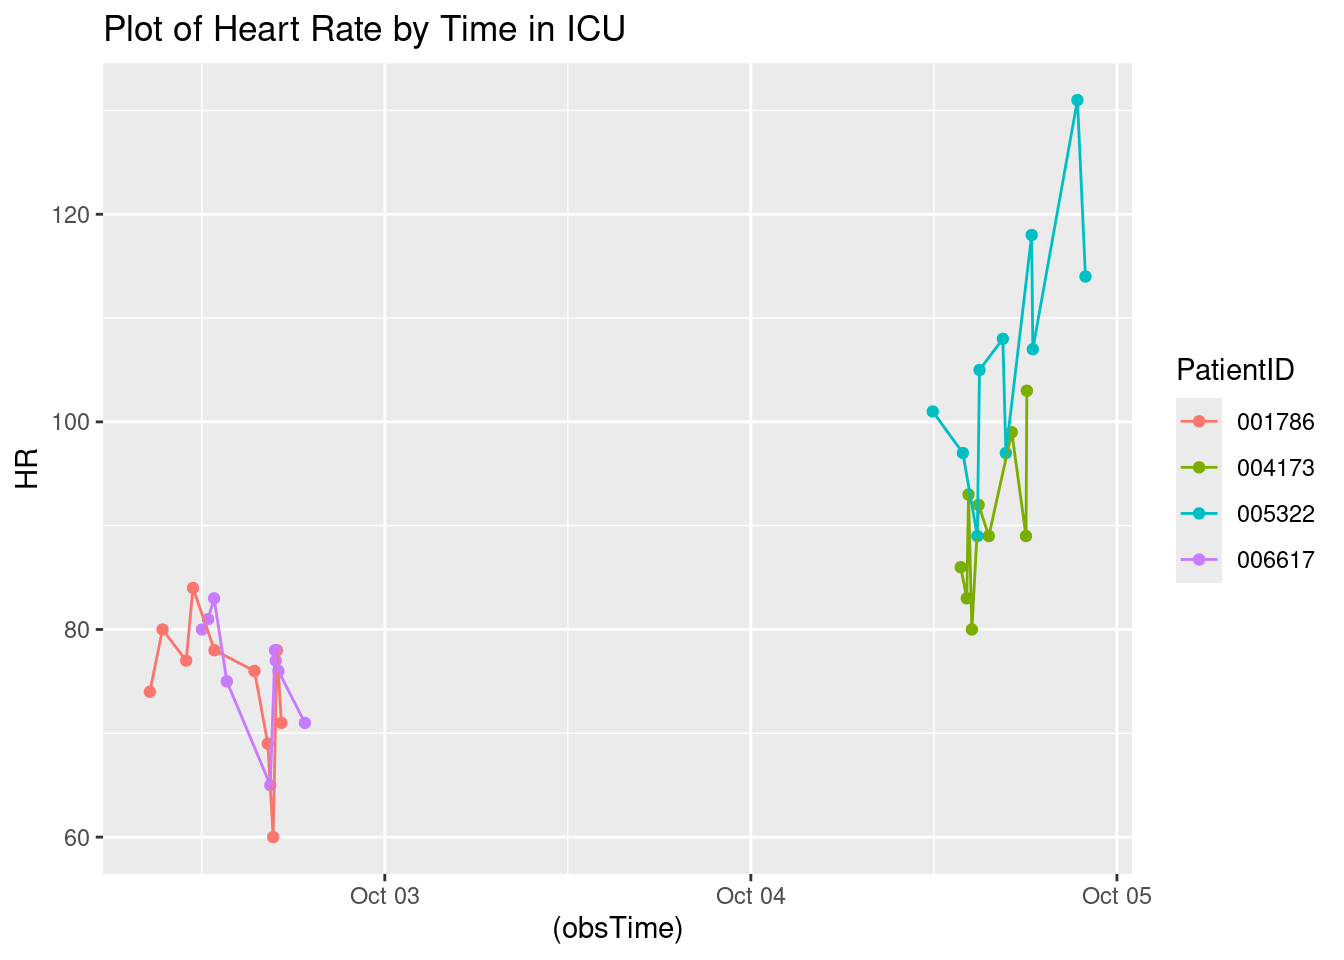 Plot of Heart Rate by Time in ICU
120
100
80
60
HR
Oct 03
Oct 04
Oct 05
(obsTime)
PatientID
001786
004173
005322
006617